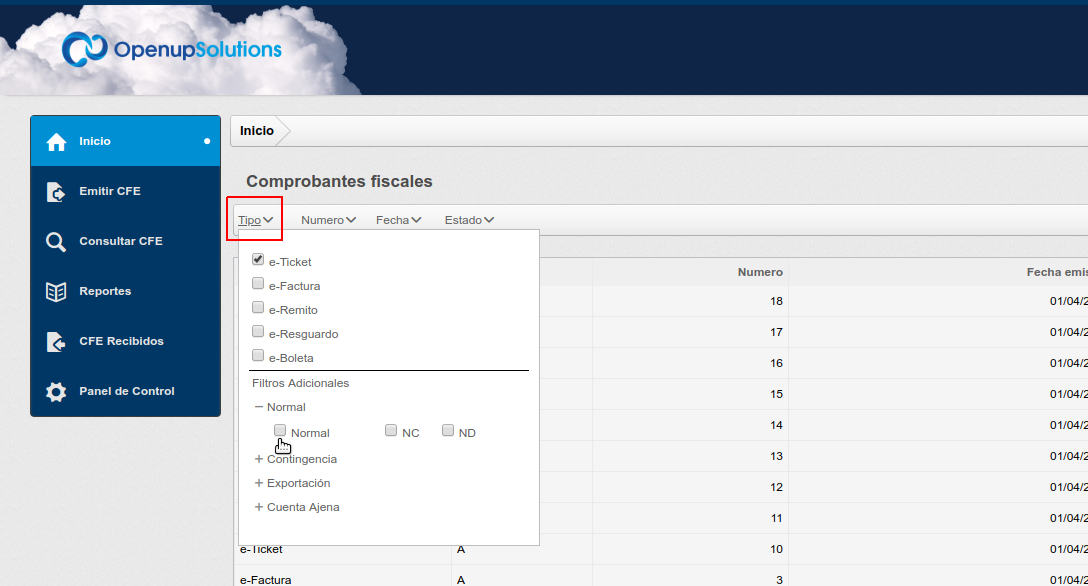 OpenupSolutions
Inicio
Emitir CFE
Consultar CFE
Reportes
CFE Recibidos
Panel de Control
Inicio
Comprobantes fiscales
Tipo Numero Fecha Estado
e-Ticket
e-Factura
e-Remito
e-Resguardo
e-Boleta
Filtros Adicionales
Normal
Normal NC ND
Contingencia
Exportación
Cuenta Ajena
Numero Fecha emis
18 01/04/2
17 01/04/2
16 01/04/2
15 01/04/2
14 01/04/2
13 01/04/2
12 01/04/2
11 01/04/2
e-Ticket A 10 01/04/2
e-Factura A 3 01/04/2